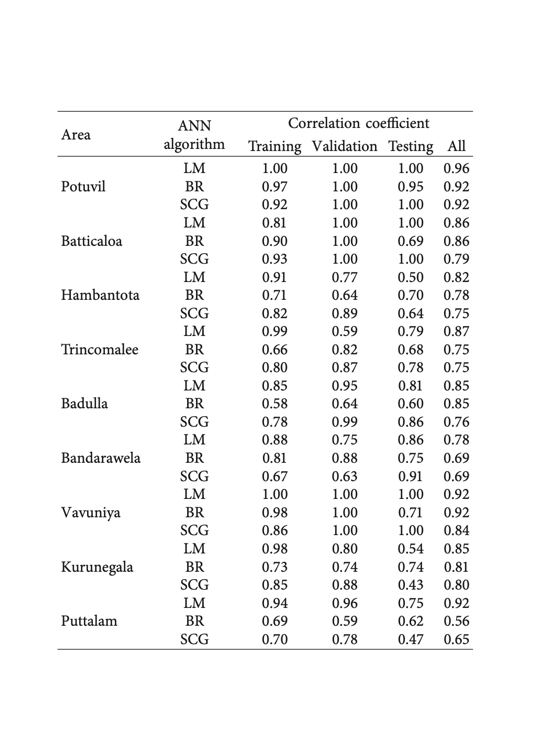 Area ANN algorithm Correlation coefficient
Training Validation Testing All
LM 1.00 1.00 1.00 0.96
Potuvil BR 0.97 1.00 0.95 0.92
SCG 0.92 1.00 1.00 0.92
LM 0.81 1.00 1.00 0.86
Batticaloa BR 0.90 1.00 0.69 0.86
SCG 0.93 1.00 1.00 0.79
LM 0.91 0.77 0.50 0.82
Hambantota BR 0.71 0.64 0.70 0.78
SCG 0.82 0.89 0.64 0.75
LM 0.99 0.59 0.79 0.87
Trincomalee BR 0.66 0.82 0.68 0.75
SCG 0.80 0.87 0.78 0.75
LM 0.85 0.95 0.81 0.85
Badulla BR 0.58 0.64 0.60 0.85
SCG 0.78 0.99 0.86 0.76
LM 0.88 0.75 0.86 0.78
Bandarawela BR 0.81 0.88 0.75 0.69
SCG 0.67 0.63 0.91 0.69
LM 1.00 1.00 1.00 0.92
Vavuniya BR 0.98 1.00 0.71 0.92
SCG 0.86 1.00 1.00 0.84
LM 0.98 0.80 0.54 0.85
Kurunegala BR 0.73 0.74 0.74 0.81
SCG 0.85 0.88 0.43 0.80
LM 0.94 0.96 0.75 0.92
Puttalam BR 0.69 0.59 0.62 0.56
SCG 0.70 0.78 0.47 0.65